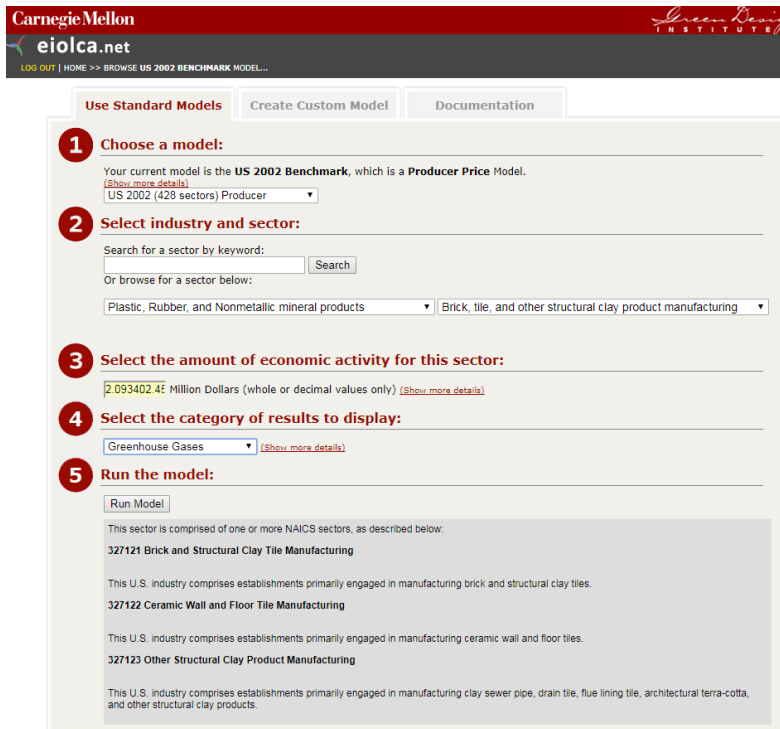 Carnegie Mellon
Green Desig
INSTITUTE
eiolca.net
LOG OUT | HOME >> BROWSE US 2002 BENCHMARK MODEL...
Use Standard Models
Create Custom Model
Documentation
1 Choose a model:
Your current model is the US 2002 Benchmark, which is a Producer Price Model.
(Show more details)
US 2002 (428 sectors) Producer
2 Select industry and sector:
Search for a sector by keyword:
Search
Or browse for a sector below:
Plastic, Rubber, and Nonmetallic mineral products
Brick, tile, and other structural clay product manufacturing
3 Select the amount of economic activity for this sector:
2.093402.45 Million Dollars (whole or decimal values only) (Show more details)
4 Select the category of results to display:
Greenhouse Gases (Show more details)
5 Run the model:
Run Model
This sector is comprised of one or more NAICS sectors, as described below:
327121 Brick and Structural Clay Tile Manufacturing
This U.S. industry comprises establishments primarily engaged in manufacturing brick and structural clay tiles.
327122 Ceramic Wall and Floor Tile Manufacturing
This U.S. industry comprises establishments primarily engaged in manufacturing ceramic wall and floor tiles.
327123 Other Structural Clay Product Manufacturing
This U.S. industry comprises establishments primarily engaged in manufacturing clay sewer pipe, drain tile, flue lining tile, architectural terra-cotta,
and other structural clay products.